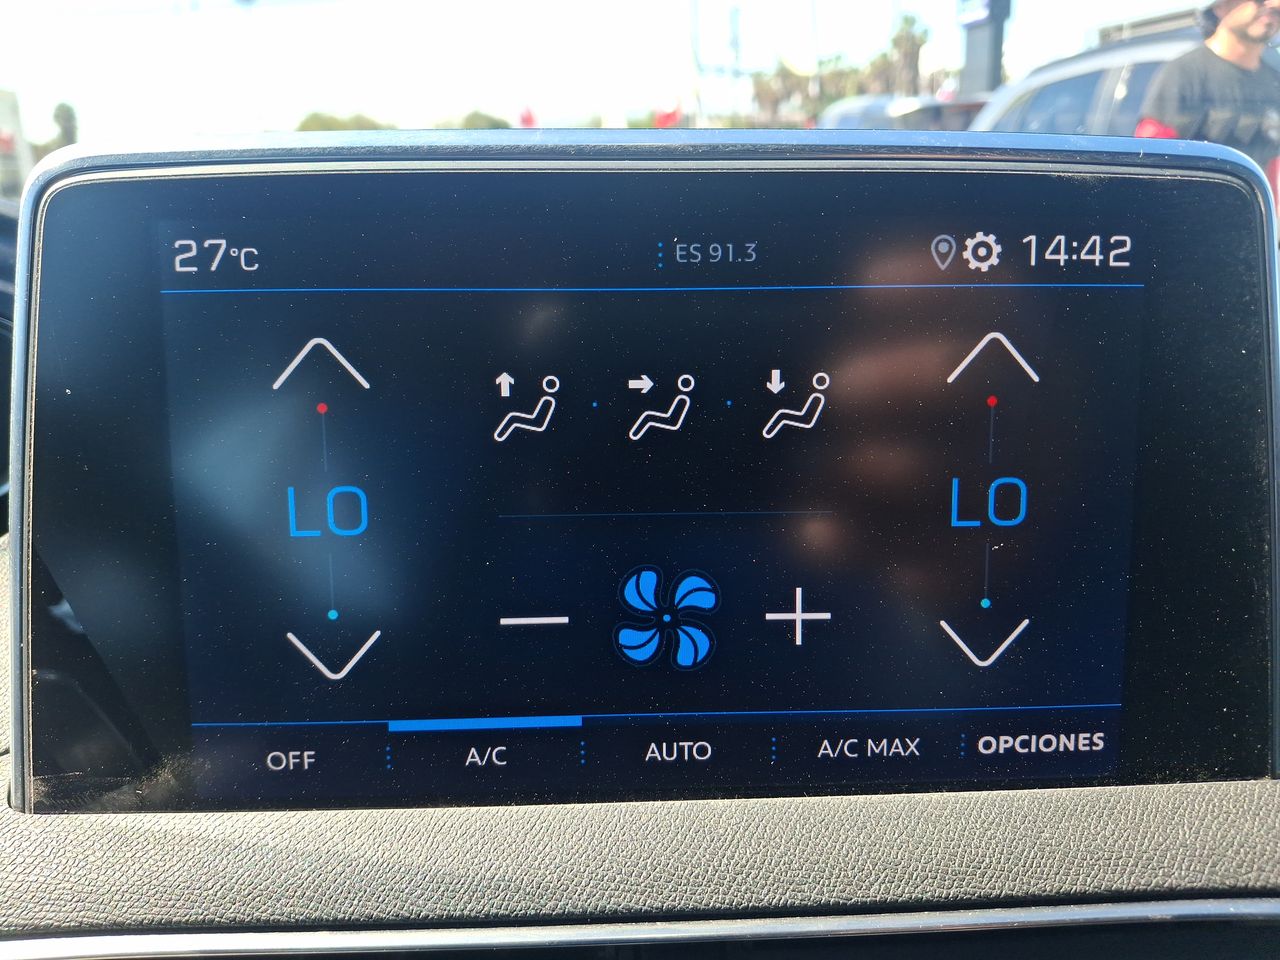 27°C ES 91.3 14:42
LO LO
OFF A/C AUTO A/C MAX OPCIONES